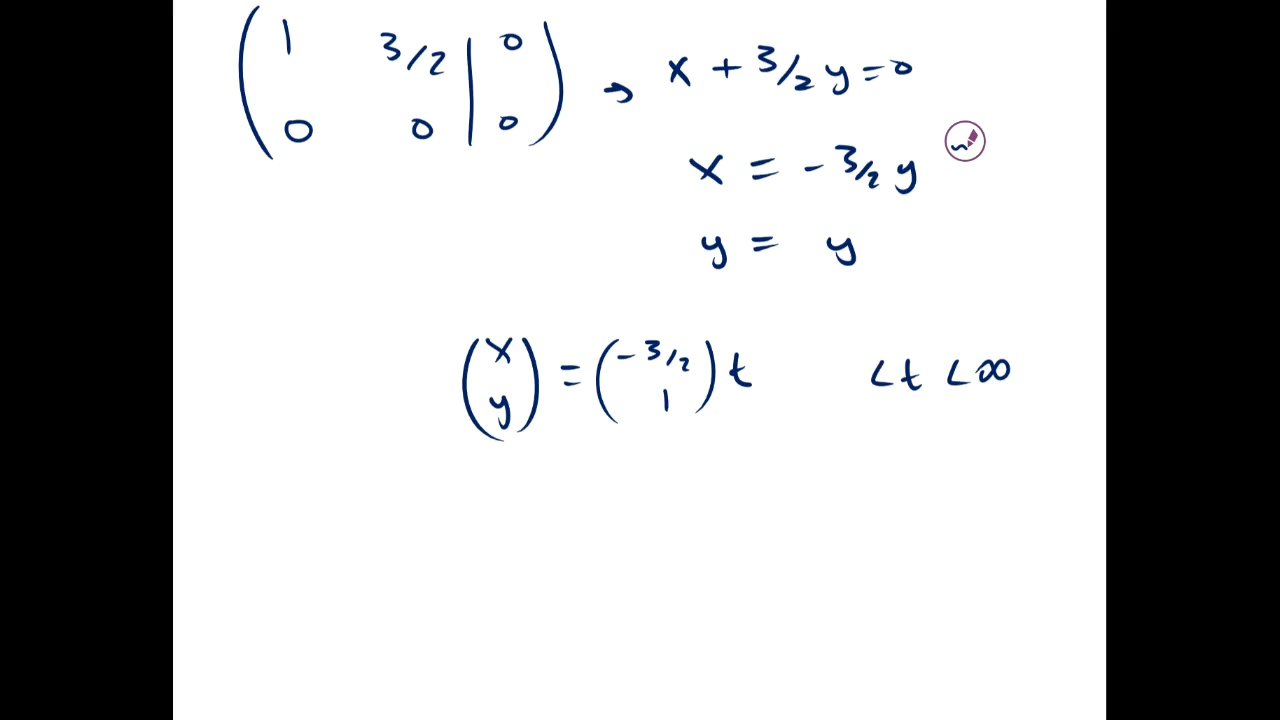 ( 1 3/2 | 0 ) → x + 3/2 y = 0
( 0 0 | 0 )
x = - 3/2 y
y = y
( x ) = ( - 3/2 ) t < t < ∞
( y ) ( 1 )